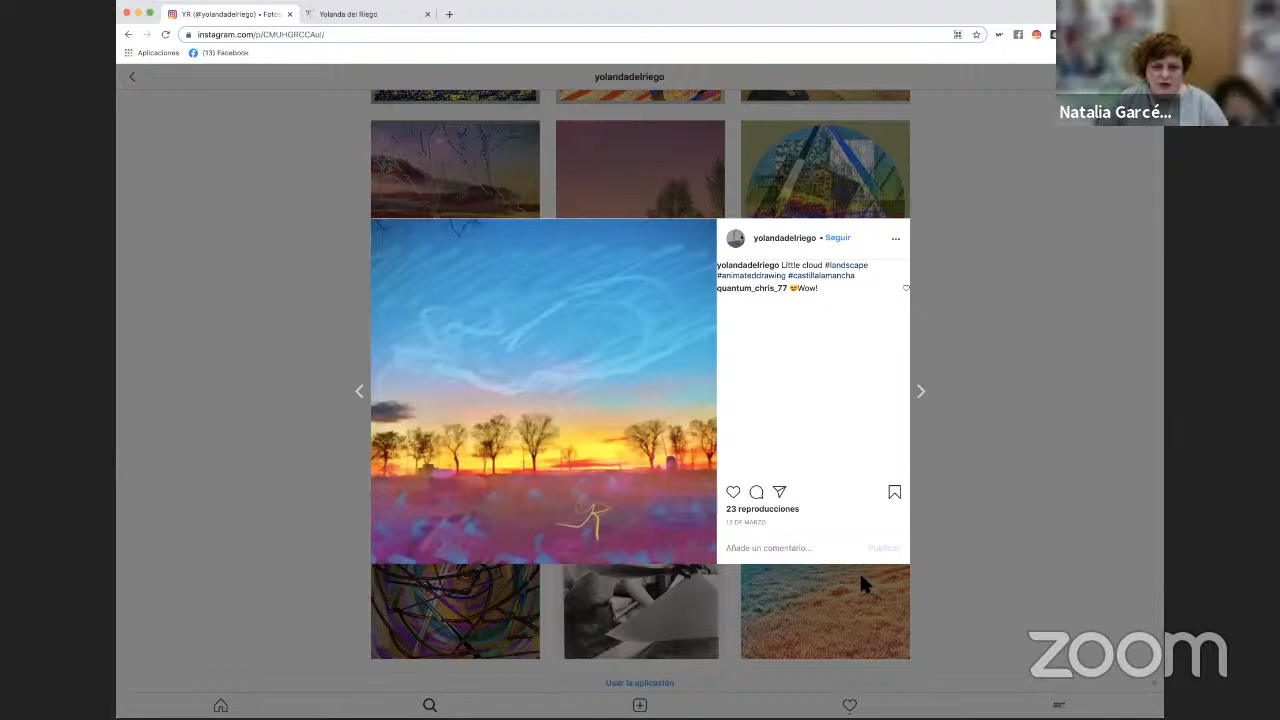 YR (@yolandadelriego) • Fotos
Yolanda del Riego
instagram.com/p/CMUHGRCCAuI/
Aplicaciones
(13) Facebook
yolandadelriego
Natalia Garcé...
yolandadelriego • Seguir
yolandadelriego Little cloud #landscape
#animateddrawing #castillalamancha
quantum_chris_77 😍Wow!
23 reproducciones
12 DE MARZO
Añade un comentario...
Publicar
Usar la aplicación
zoom